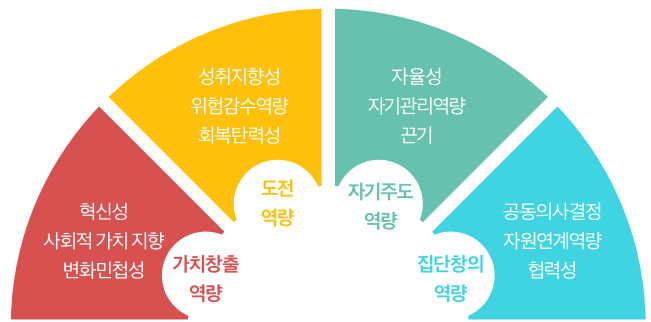 혁신성
사회적 가치 지향
변화민첩성
가치창출
역량
성취지향성
위험감수역량
회복탄력성
도전
역량
자율성
자기관리역량
끈기
자기주도
역량
공동의사결정
자원연계역량
협력성
집단창의
역량